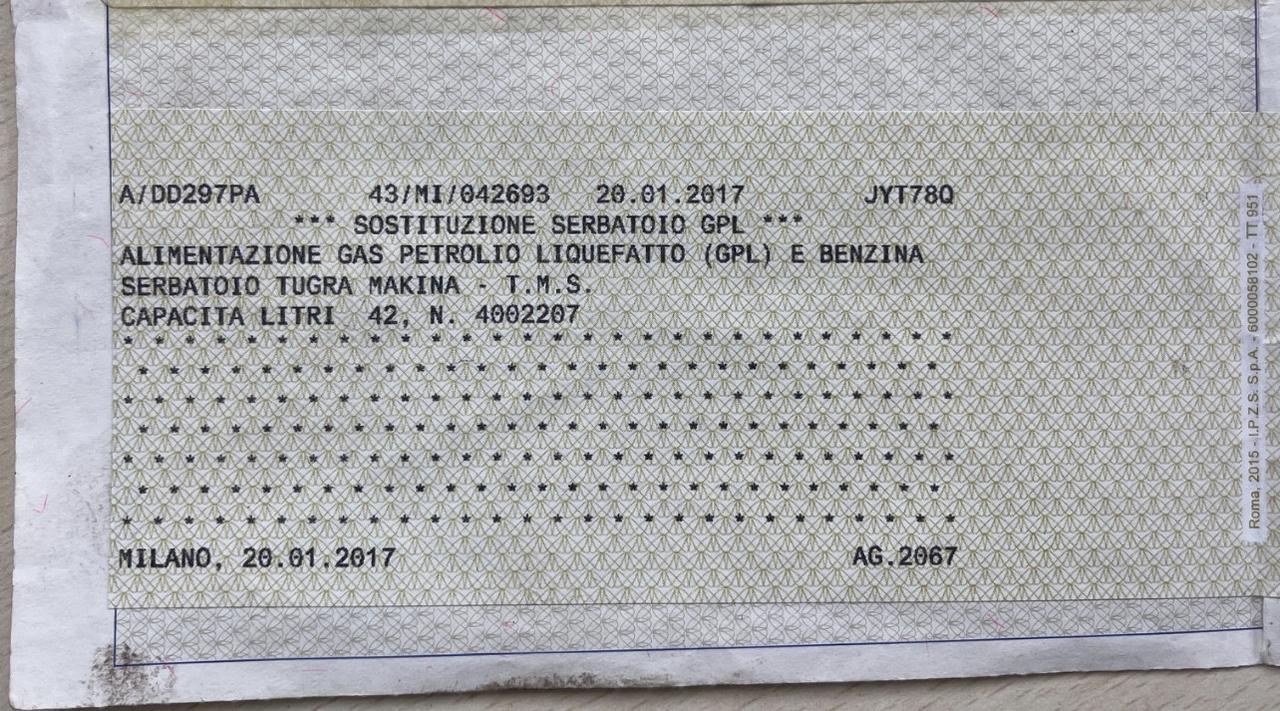 A/DD297PA 43/MI/042693 20.01.2017 JYT78Q
*** SOSTITUZIONE SERBATOIO GPL ***
ALIMENTAZIONE GAS PETROLIO LIQUEFATTO (GPL) E BENZINA
SERBATOIO TUGRA MAKINA - T.M.S.
CAPACITA LITRI 42, N. 4002207
* * * * * * * * * * * * * * * * * * * * * * * * * * * *
* * * * * * * * * * * * * * * * * * * * * * * * * * *
* * * * * * * * * * * * * * * * * * * * * * * * * * * *
* * * * * * * * * * * * * * * * * * * * * * * * * * *
* * * * * * * * * * * * * * * * * * * * * * * * * * * *
* * * * * * * * * * * * * * * * * * * * * * * * * * *
* * * * * * * * * * * * * * * * * * * * * * * * * * * *
MILANO, 20.01.2017 AG.2067
Roma, 2015 - I.P.Z.S. S.p.A. - 6000058102 - TT 951